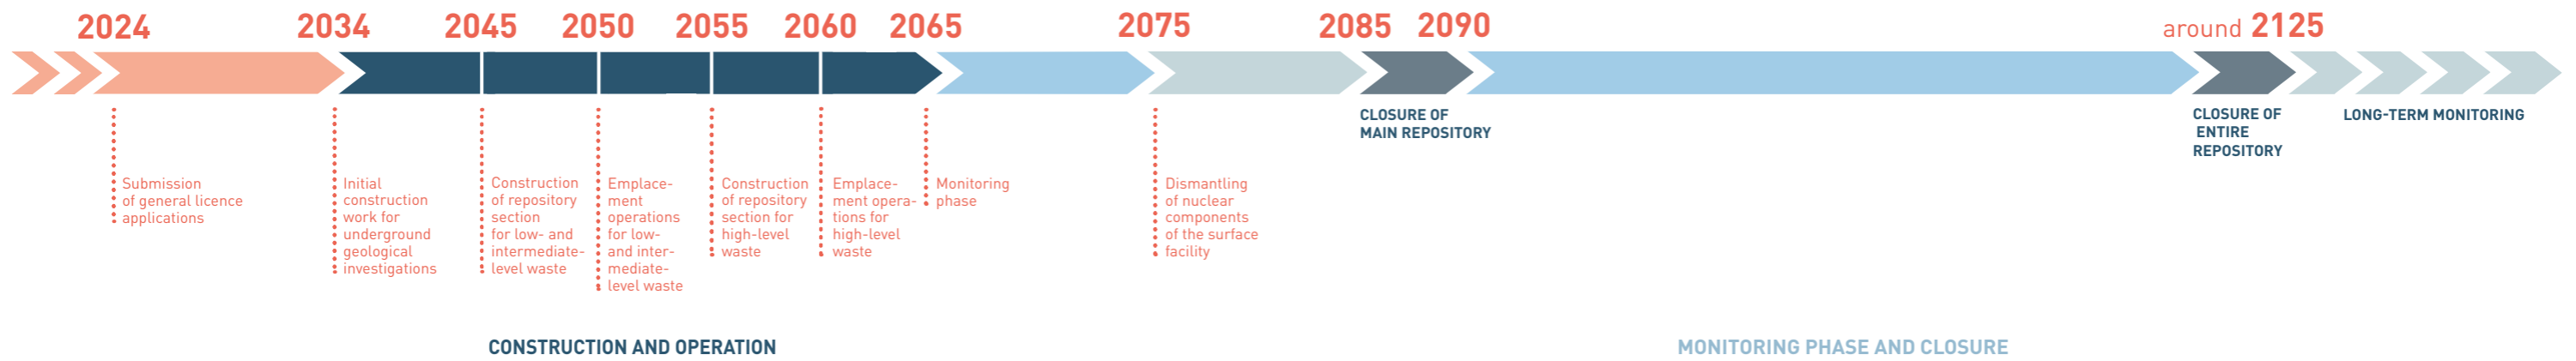 2024
2034
2045
2050
2055
2060
2065
2075
2085
2090
around 2125
CLOSURE OF
MAIN REPOSITORY
CLOSURE OF
ENTIRE
REPOSITORY
LONG-TERM MONITORING
Submission
of general licence
applications
Initial
construction
work for
underground
geological
investigations
Construction
of repository
section
for low- and
intermediate-
level waste
Emplace-
ment
operations
for low-
and inter-
mediate-
level waste
Construction
of repository
section for
high-level
waste
Emplace-
ment opera-
tions for
high-level
waste
Monitoring
phase
Dismantling
of nuclear
components
of the surface
facility
CONSTRUCTION AND OPERATION
MONITORING PHASE AND CLOSURE